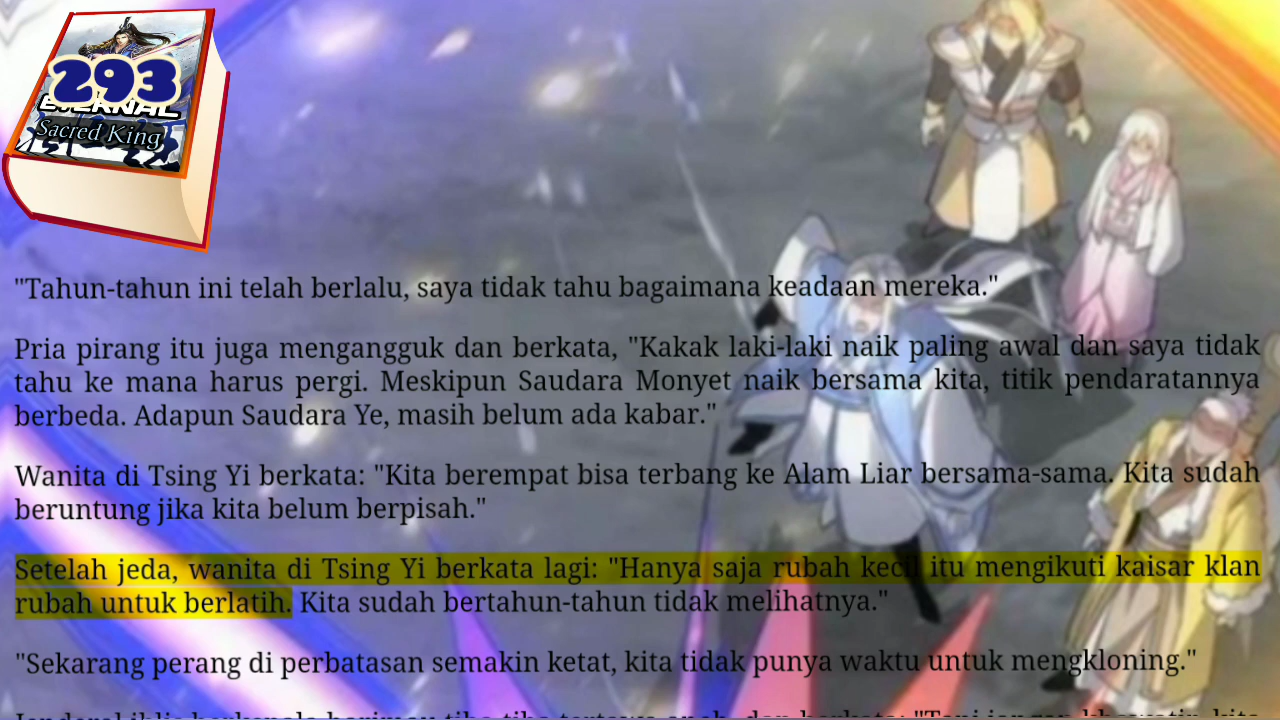 293
ETERNAL
Sacred King
"Tahun-tahun ini telah berlalu, saya tidak tahu bagaimana keadaan mereka."
Pria pirang itu juga mengangguk dan berkata, "Kakak laki-laki naik paling awal dan saya tidak
tahu ke mana harus pergi. Meskipun Saudara Monyet naik bersama kita, titik pendaratannya
berbeda. Adapun Saudara Ye, masih belum ada kabar."
Wanita di Tsing Yi berkata: "Kita berempat bisa terbang ke Alam Liar bersama-sama. Kita sudah
beruntung jika kita belum berpisah."
Setelah jeda, wanita di Tsing Yi berkata lagi: "Hanya saja rubah kecil itu mengikuti kaisar klan
rubah untuk berlatih. Kita sudah bertahun-tahun tidak melihatnya."
"Sekarang perang di perbatasan semakin ketat, kita tidak punya waktu untuk mengkloning."